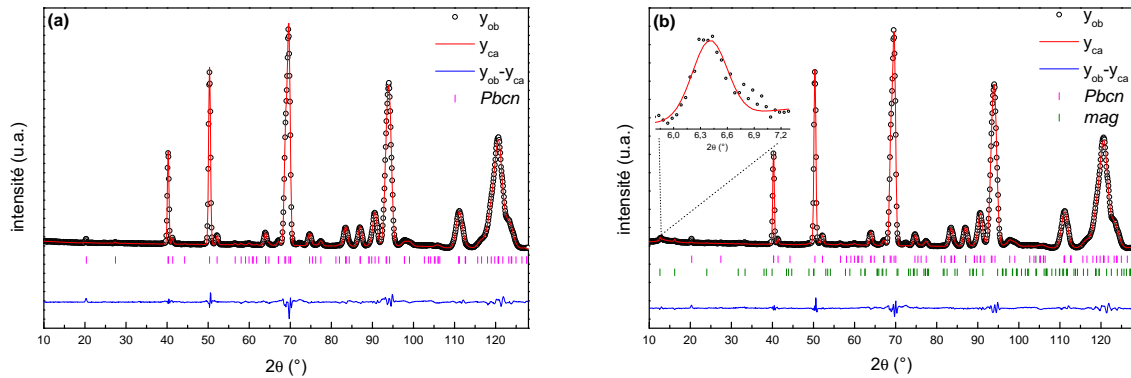 (a)
y_ob
y_ca
y_ob-y_ca
Pbcn
intensité (u.a.)
10 20 30 40 50 60 70 80 90 100 110 120
2θ (°)
(b)
y_ob
y_ca
y_ob-y_ca
Pbcn
mag
6,0 6,3 6,6 6,9 7,2
2θ (°)
intensité (u.a.)
10 20 30 40 50 60 70 80 90 100 110 120
2θ (°)